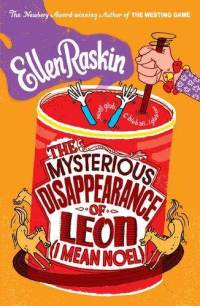 The Newbery Award-winning Author of THE WESTING GAME
Ellen Raskin
THE
MYSTERIOUS
DISAPPEARANCE
OF
LEON
(I MEAN NOEL)